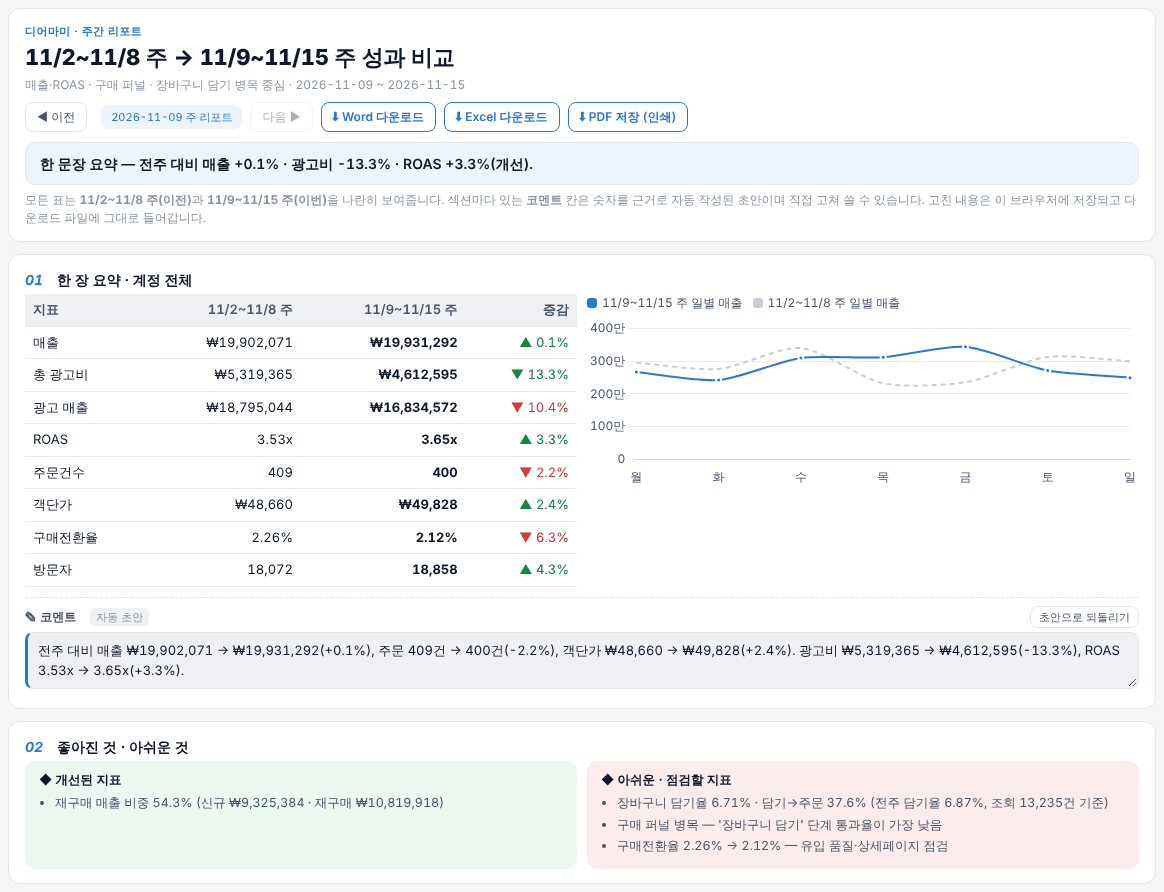 디어마미 · 주간 리포트
11/2~11/8 주 → 11/9~11/15 주 성과 비교
매출·ROAS · 구매 퍼널 · 장바구니 담기 병목 중심 · 2026-11-09 ~ 2026-11-15
◀ 이전 2026-11-09 주 리포트 다음 ▶ ⬇ Word 다운로드 ⬇ Excel 다운로드 ⬇ PDF 저장 (인쇄)
한 문장 요약 — 전주 대비 매출 +0.1% · 광고비 -13.3% · ROAS +3.3%(개선).
모든 표는 11/2~11/8 주(이전)과 11/9~11/15 주(이번)을 나란히 보여줍니다. 섹션마다 있는 코멘트 칸은 숫자를 근거로 자동 작성된 초안이며 직접 고쳐 쓸 수 있습니다. 고친 내용은 이 브라우저에 저장되고 다
운로드 파일에 그대로 들어갑니다.
01 한 장 요약 · 계정 전체
지표 11/2~11/8 주 11/9~11/15 주 증감
매출 ₩19,902,071 ₩19,931,292 ▲ 0.1%
총 광고비 ₩5,319,365 ₩4,612,595 ▼ 13.3%
광고 매출 ₩18,795,044 ₩16,834,572 ▼ 10.4%
ROAS 3.53x 3.65x ▲ 3.3%
주문건수 409 400 ▼ 2.2%
객단가 ₩48,660 ₩49,828 ▲ 2.4%
구매전환율 2.26% 2.12% ▼ 6.3%
방문자 18,072 18,858 ▲ 4.3%
11/9~11/15 주 일별 매출 11/2~11/8 주 일별 매출
400만
300만
200만
100만
0
월 화 수 목 금 토 일
✎ 코멘트 자동 초안 초안으로 되돌리기
전주 대비 매출 ₩19,902,071 → ₩19,931,292(+0.1%), 주문 409건 → 400건(-2.2%), 객단가 ₩48,660 → ₩49,828(+2.4%). 광고비 ₩5,319,365 → ₩4,612,595(-13.3%), ROAS
3.53x → 3.65x(+3.3%).
02 좋아진 것 · 아쉬운 것
◆ 개선된 지표
• 재구매 매출 비중 54.3% (신규 ₩9,325,384 · 재구매 ₩10,819,918)
◆ 아쉬운 · 점검할 지표
• 장바구니 담기율 6.71% · 담기→주문 37.6% (전주 담기율 6.87%, 조회 13,235건 기준)
• 구매 퍼널 병목 — '장바구니 담기' 단계 통과율이 가장 낮음
• 구매전환율 2.26% → 2.12% — 유입 품질·상세페이지 점검